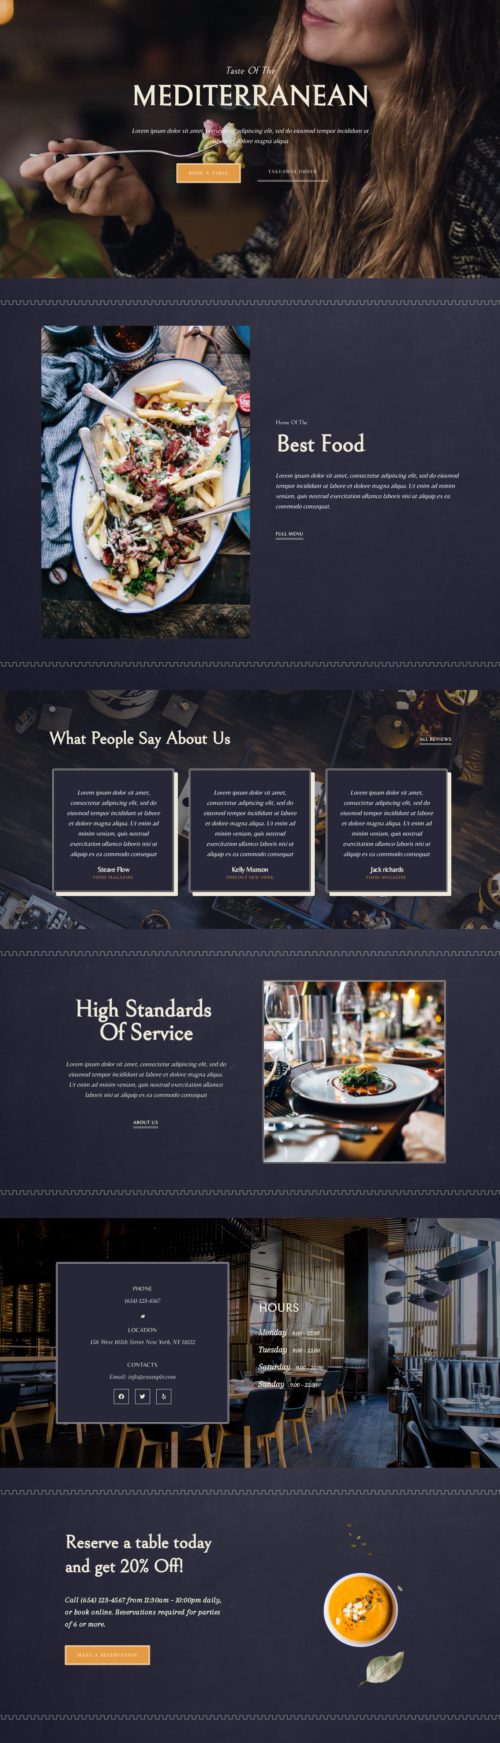 Taste Of The
MEDITERRANEAN
Lorem ipsum dolor sit amet, consectetur adipiscing elit, sed do eiusmod tempor incididunt ut
labore et dolore magna aliqua
BOOK A TABLE
TAKEAWAY ORDER
Home Of The
Best Food
Lorem ipsum dolor sit amet, consectetur adipiscing elit, sed do eiusmod
tempor incididunt ut labore et dolore magna aliqua. Ut enim ad minim
veniam, quis nostrud exercitation ullamco laboris nisi ut aliquip ex ea
commodo consequat.
FULL MENU
What People Say About Us
ALL REVIEWS
Lorem ipsum dolor sit amet,
consectetur adipiscing elit, sed do
eiusmod tempor incididunt ut labore
et dolore magna aliqua. Ut enim ad
minim veniam, quis nostrud
exercitation ullamco laboris nisi ut
aliquip ex ea commodo consequat
Steave Flow
FOOD MAGAZINE
Lorem ipsum dolor sit amet,
consectetur adipiscing elit, sed do
eiusmod tempor incididunt ut labore
et dolore magna aliqua. Ut enim ad
minim veniam, quis nostrud
exercitation ullamco laboris nisi ut
aliquip ex ea commodo consequat
Kelly Munson
TIME OUT NEW YORK
Lorem ipsum dolor sit amet,
consectetur adipiscing elit, sed do
eiusmod tempor incididunt ut labore
et dolore magna aliqua. Ut enim ad
minim veniam, quis nostrud
exercitation ullamco laboris nisi ut
aliquip ex ea commodo consequat
Jack richards
FOOD MAGAZINE
High Standards
Of Service
Lorem ipsum dolor sit amet, consectetur adipiscing elit, sed do
eiusmod tempor incididunt ut labore et dolore magna aliqua.
Ut enim ad minim veniam, quis nostrud exercitation ullamco
laboris nisi ut aliquip ex ea commodo consequat
ABOUT US
PHONE
(654) 123-4567
LOCATION
158 West 105th Street New York, NY 11022
CONTACTS
Email: info@example.com
HOURS
Monday 9.00 - 22.00
Tuesday 9.00 - 22.00
Saturday 9.00 - 22.00
Sunday 9.00 - 22.00
Reserve a table today
and get 20% Off!
Call (654) 123-4567 from 11:30am – 10:00pm daily,
or book online. Reservations required for parties
of 6 or more.
MAKE A RESERVATION